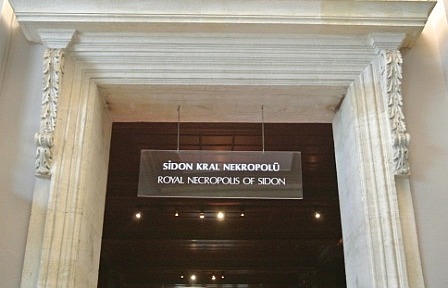 SİDON KRAL NEKROPOLÜ
ROYAL NECROPOLIS OF SIDON